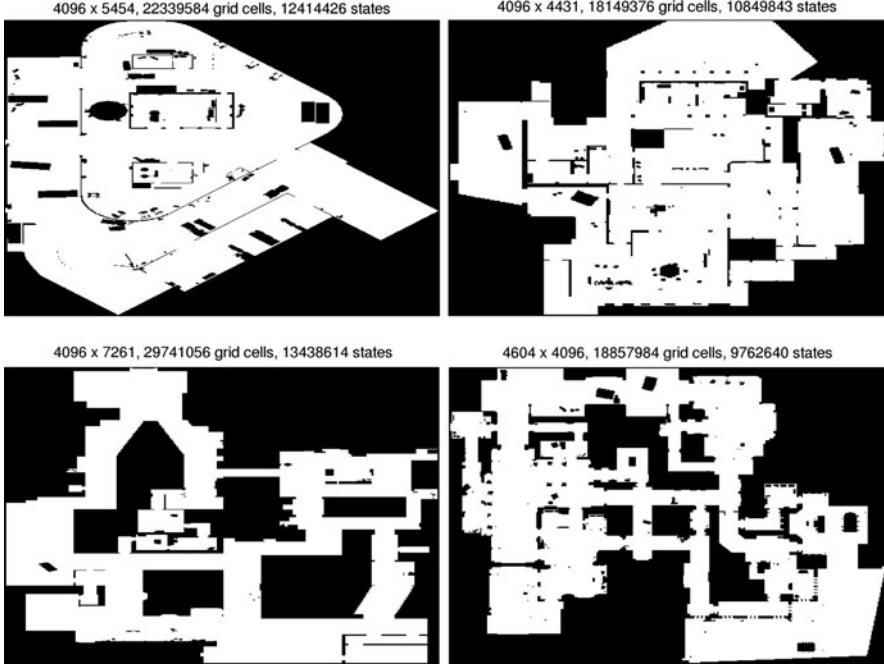 4096 x 5454, 22339584 grid cells, 12414426 states
4096 x 4431, 18149376 grid cells, 10849843 states
4096 x 7261, 29741056 grid cells, 13438614 states
4604 x 4096, 18857984 grid cells, 9762640 states